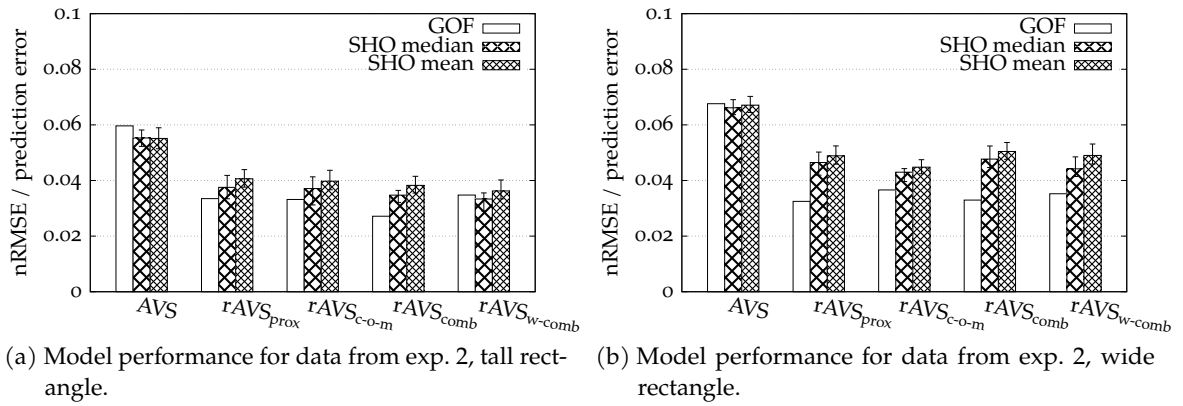 nRMSE / prediction error
0.1
0.08
0.06
0.04
0.02
0
GOF
SHO median
SHO mean
AVS
rAVSprox
rAVSc-o-m
rAVScomb
rAVSw-comb
(a) Model performance for data from exp. 2, tall rect-
angle.
nRMSE / prediction error
0.1
0.08
0.06
0.04
0.02
0
GOF
SHO median
SHO mean
AVS
rAVSprox
rAVSc-o-m
rAVScomb
rAVSw-comb
(b) Model performance for data from exp. 2, wide
rectangle.